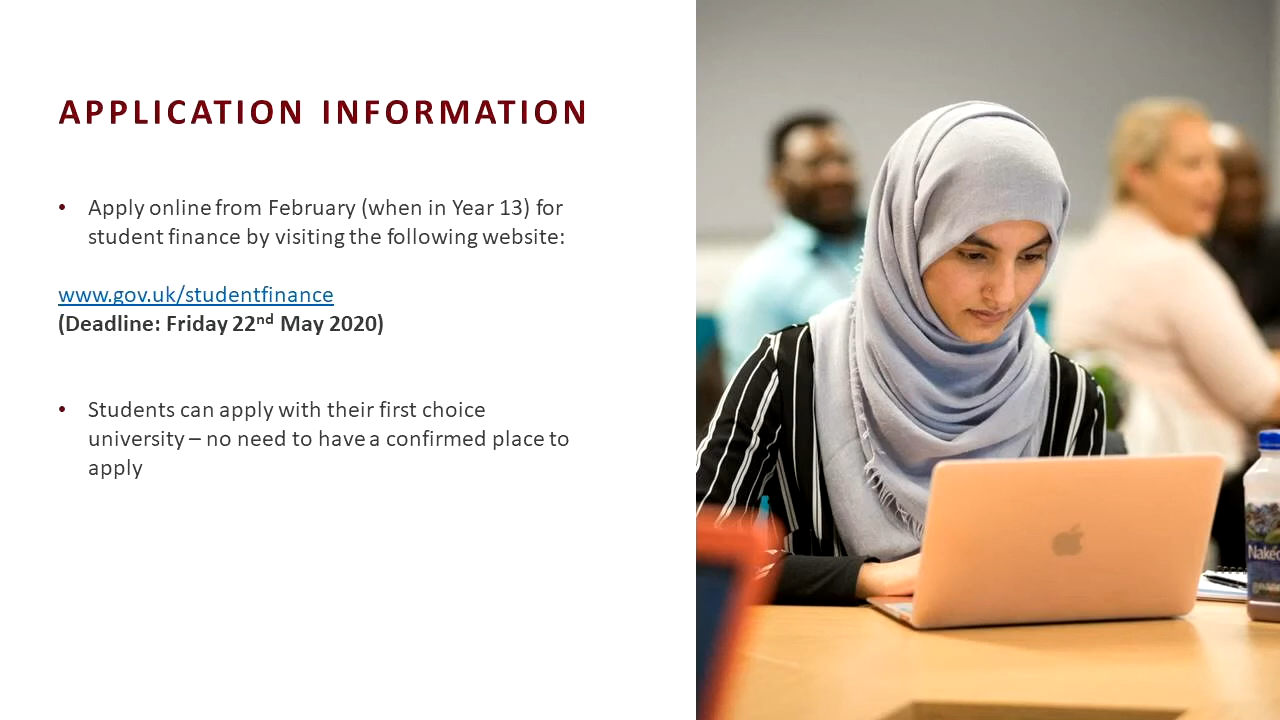 APPLICATION INFORMATION
• Apply online from February (when in Year 13) for
student finance by visiting the following website:
www.gov.uk/studentfinance
(Deadline: Friday 22nd May 2020)
• Students can apply with their first choice
university – no need to have a confirmed place to
apply